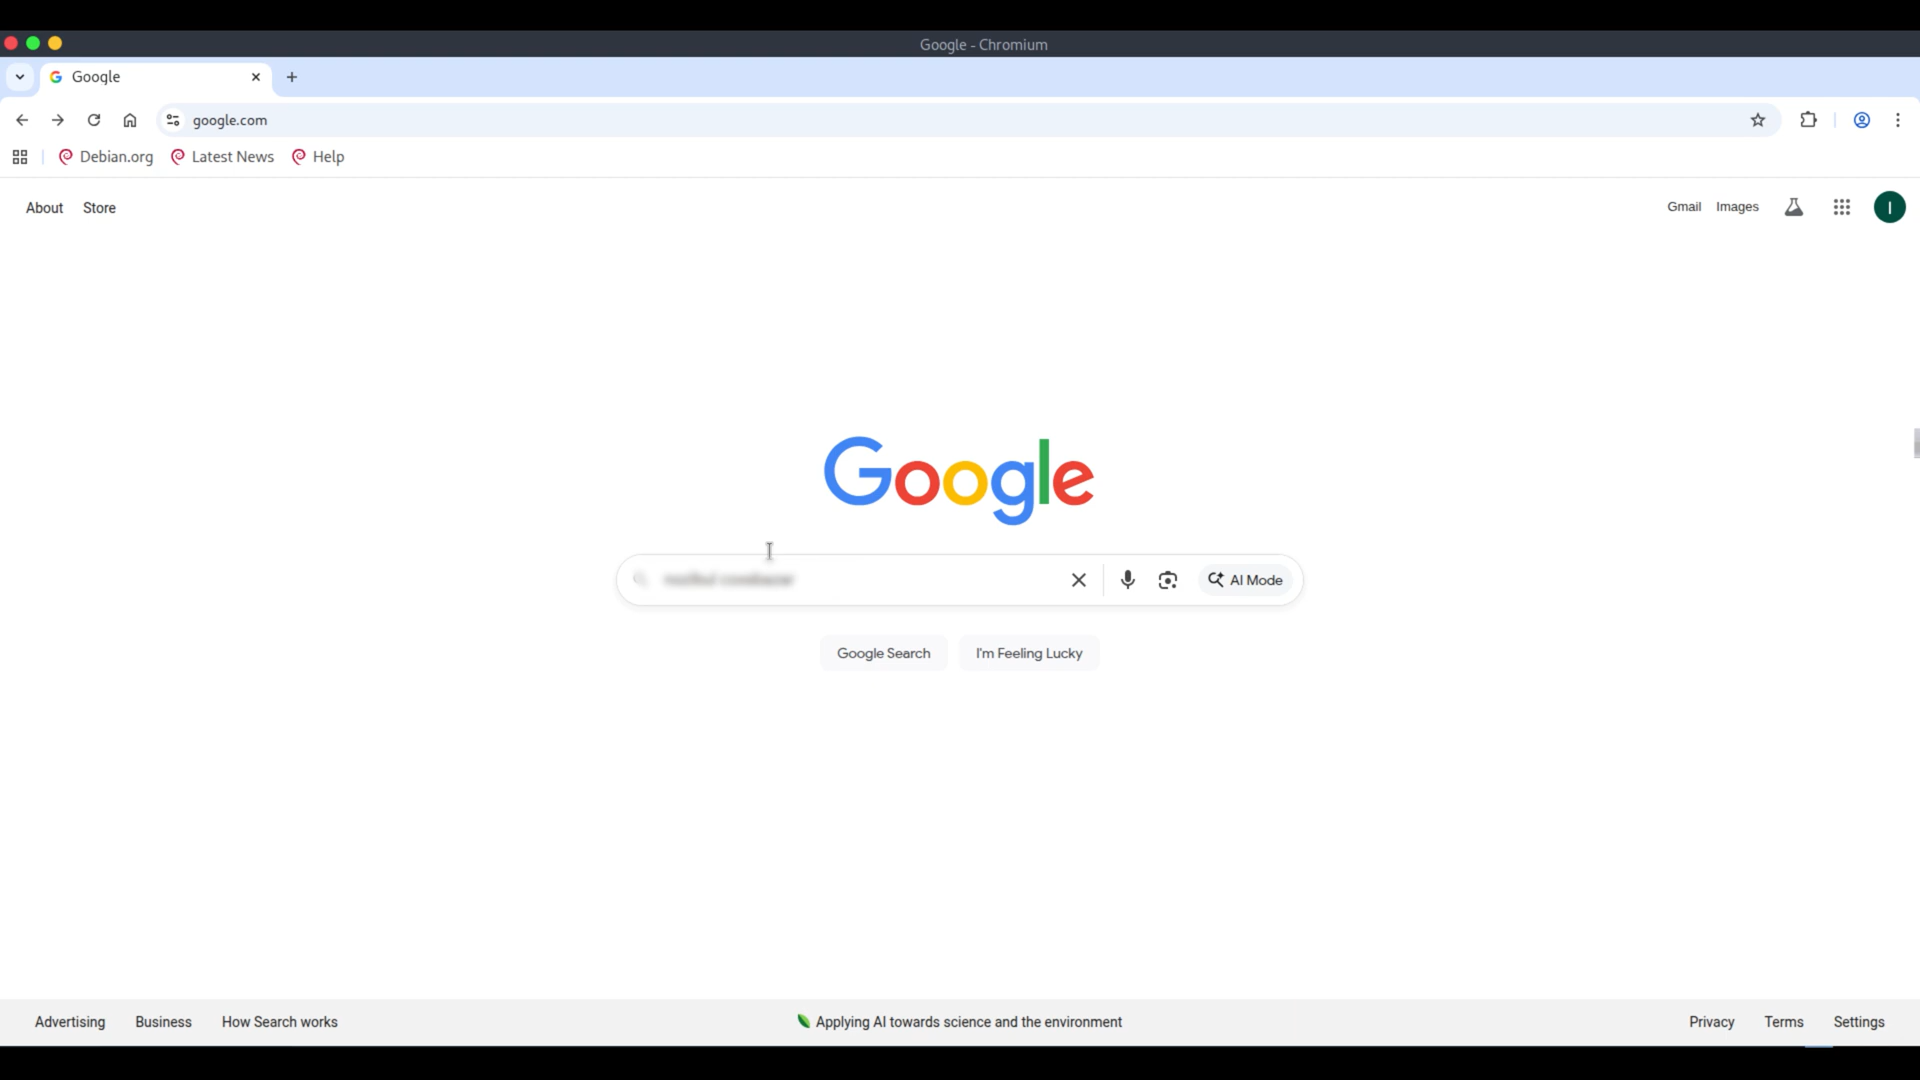 Google - Chromium
Google
google.com
Debian.org Latest News Help
About Store Gmail Images I
Google
AI Mode
Google Search I'm Feeling Lucky
Advertising Business How Search works Applying AI towards science and the environment Privacy Terms Settings